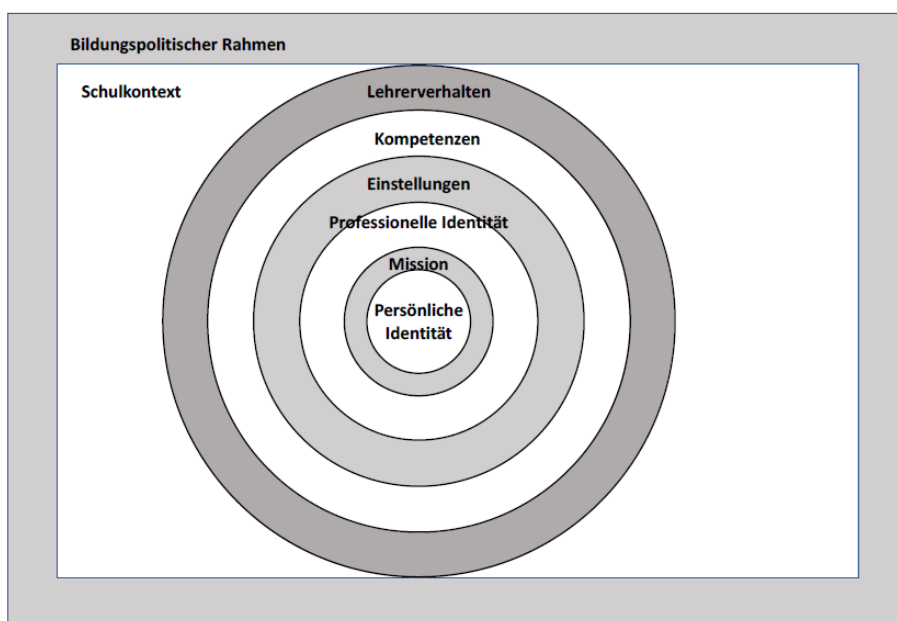 Bildungspolitischer Rahmen
Schulkontext
Lehrerverhalten
Kompetenzen
Einstellungen
Professionelle Identität
Mission
Persönliche
Identität